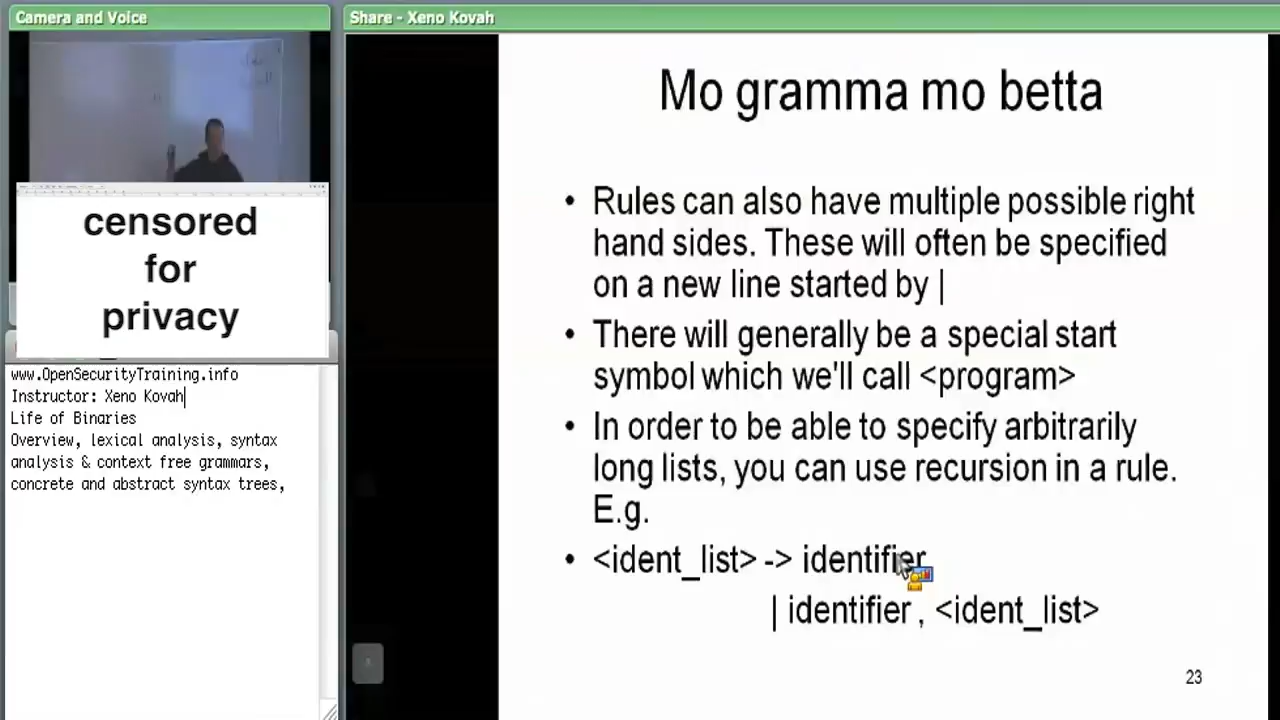 Camera and Voice
Share - Xeno Kovah
censored
for
privacy
www.OpenSecurityTraining.info
Instructor: Xeno Kovah
Life of Binaries
Overview, lexical analysis, syntax
analysis & context free grammars,
concrete and abstract syntax trees,
Mo gramma mo betta
• Rules can also have multiple possible right
hand sides. These will often be specified
on a new line started by |
• There will generally be a special start
symbol which we'll call <program>
• In order to be able to specify arbitrarily
long lists, you can use recursion in a rule.
E.g.
• <ident_list> -> identifier
| identifier , <ident_list>
23